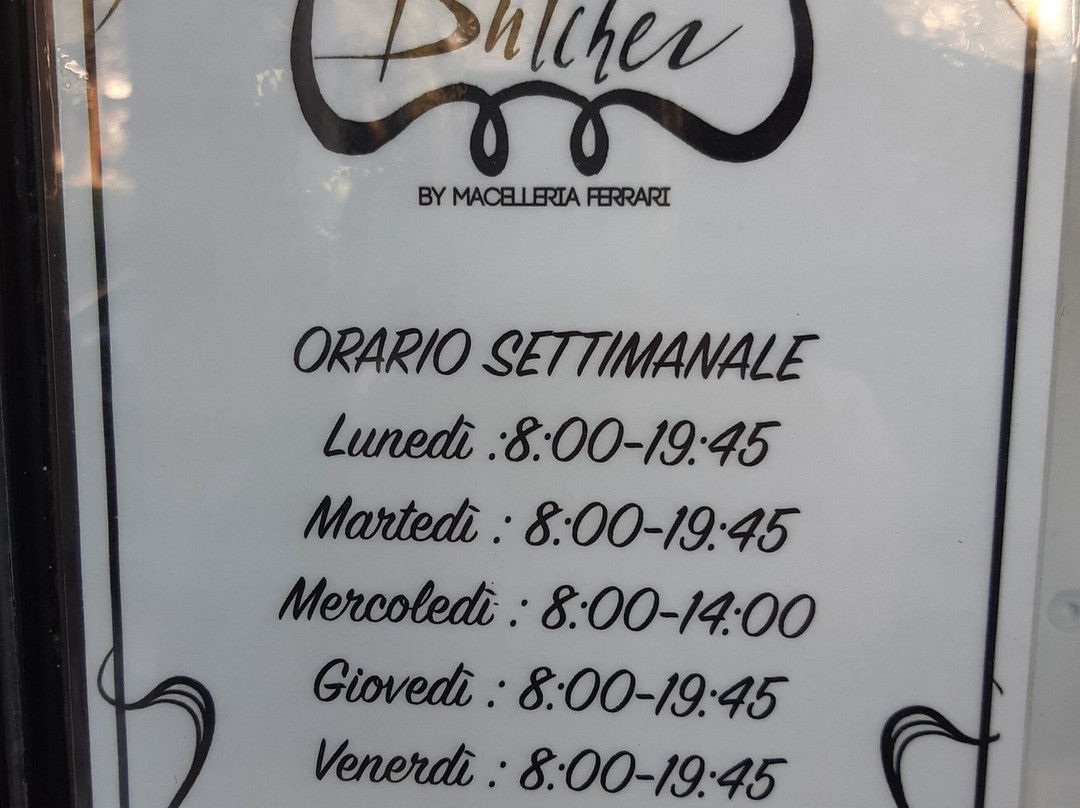 Butcher
BY MACELLERIA FERRARI
ORARIO SETTIMANALE
Lunedì :8:00-19:45
Martedì : 8:00-19:45
Mercoledì : 8:00-14:00
Giovedì : 8:00-19:45
Venerdì : 8:00-19:45